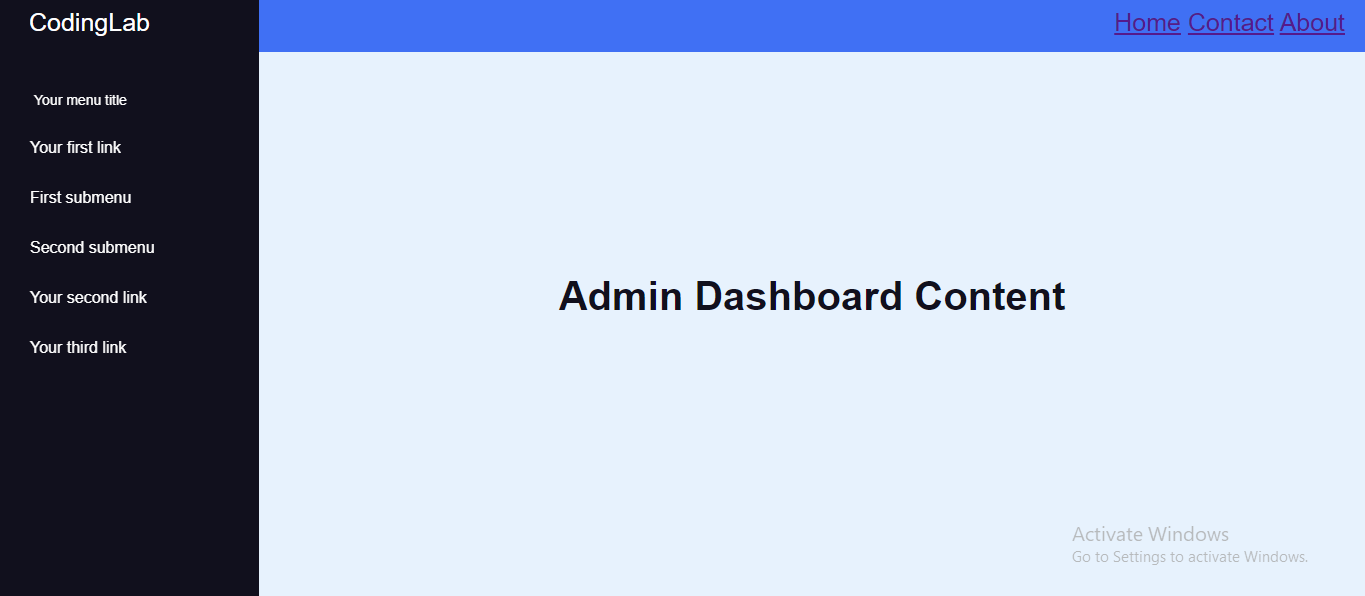 CodingLab
Home Contact About
Your menu title
Your first link
First submenu
Second submenu
Your second link
Your third link
Admin Dashboard Content
Activate Windows
Go to Settings to activate Windows.